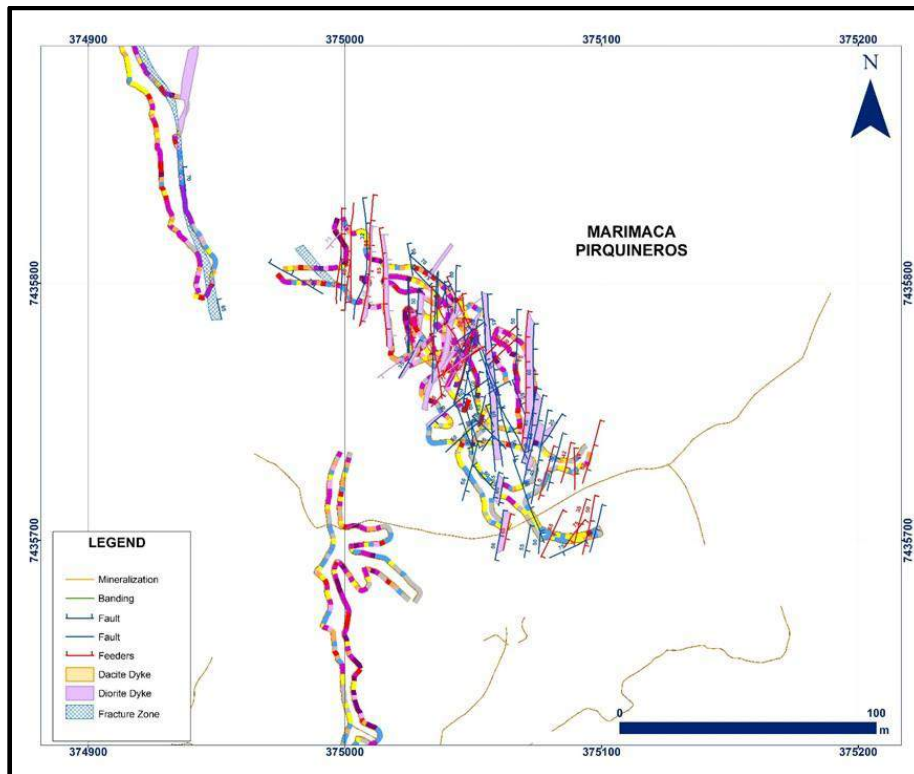 374900 375000 375100 375200
N
MARIMACA
PIRQUINEROS
7435800 7435800
7435700 7435700
LEGEND
Mineralization
Banding
Fault
Fault
Feeders
Dacite Dyke
Diorite Dyke
Fracture Zone
0 100
m
374900 375000 375100 375200